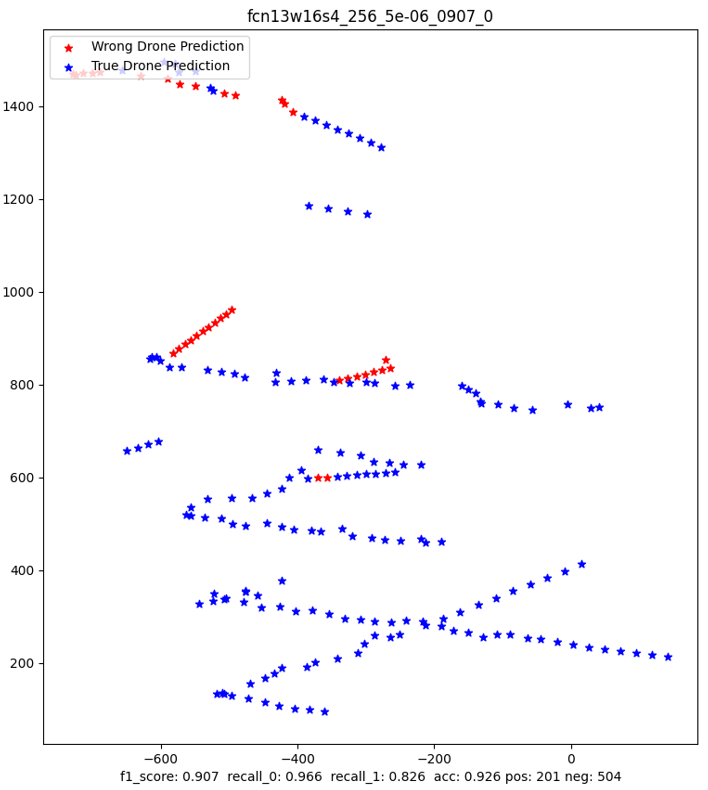 fcn13w16s4_256_5e-06_0907_0
Wrong Drone Prediction
True Drone Prediction
1400
1200
1000
800
600
400
200
−600
−400
−200
0
f1_score: 0.907 recall_0: 0.966 recall_1: 0.826 acc: 0.926 pos: 201 neg: 504